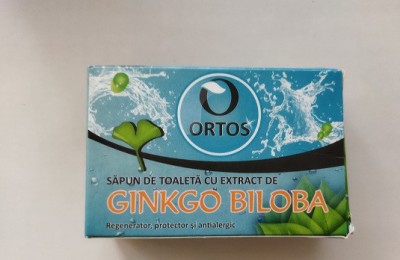 ORTOS
SĂPUN DE TOALETĂ CU EXTRACT DE
GINKGO BILOBA
Regenerator, protector și antialergic